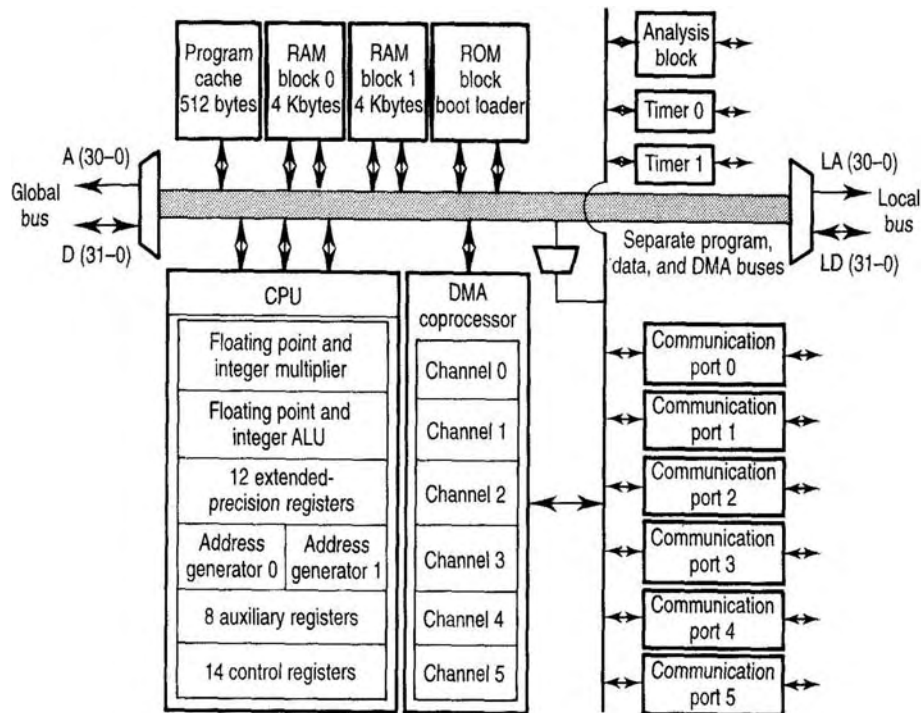 Program
cache
512 bytes
RAM
block 0
4 Kbytes
RAM
block 1
4 Kbytes
ROM
block
boot loader
Analysis
block
Timer 0
Timer 1
A (30–0)
Global
bus
D (31–0)
LA (30–0)
Local
bus
LD (31–0)
Separate program,
data, and DMA buses
CPU
Floating point and
integer multiplier
Floating point and
integer ALU
12 extended-
precision registers
Address
generator 0
Address
generator 1
8 auxiliary registers
14 control registers
DMA
coprocessor
Channel 0
Channel 1
Channel 2
Channel 3
Channel 4
Channel 5
Communication
port 0
Communication
port 1
Communication
port 2
Communication
port 3
Communication
port 4
Communication
port 5